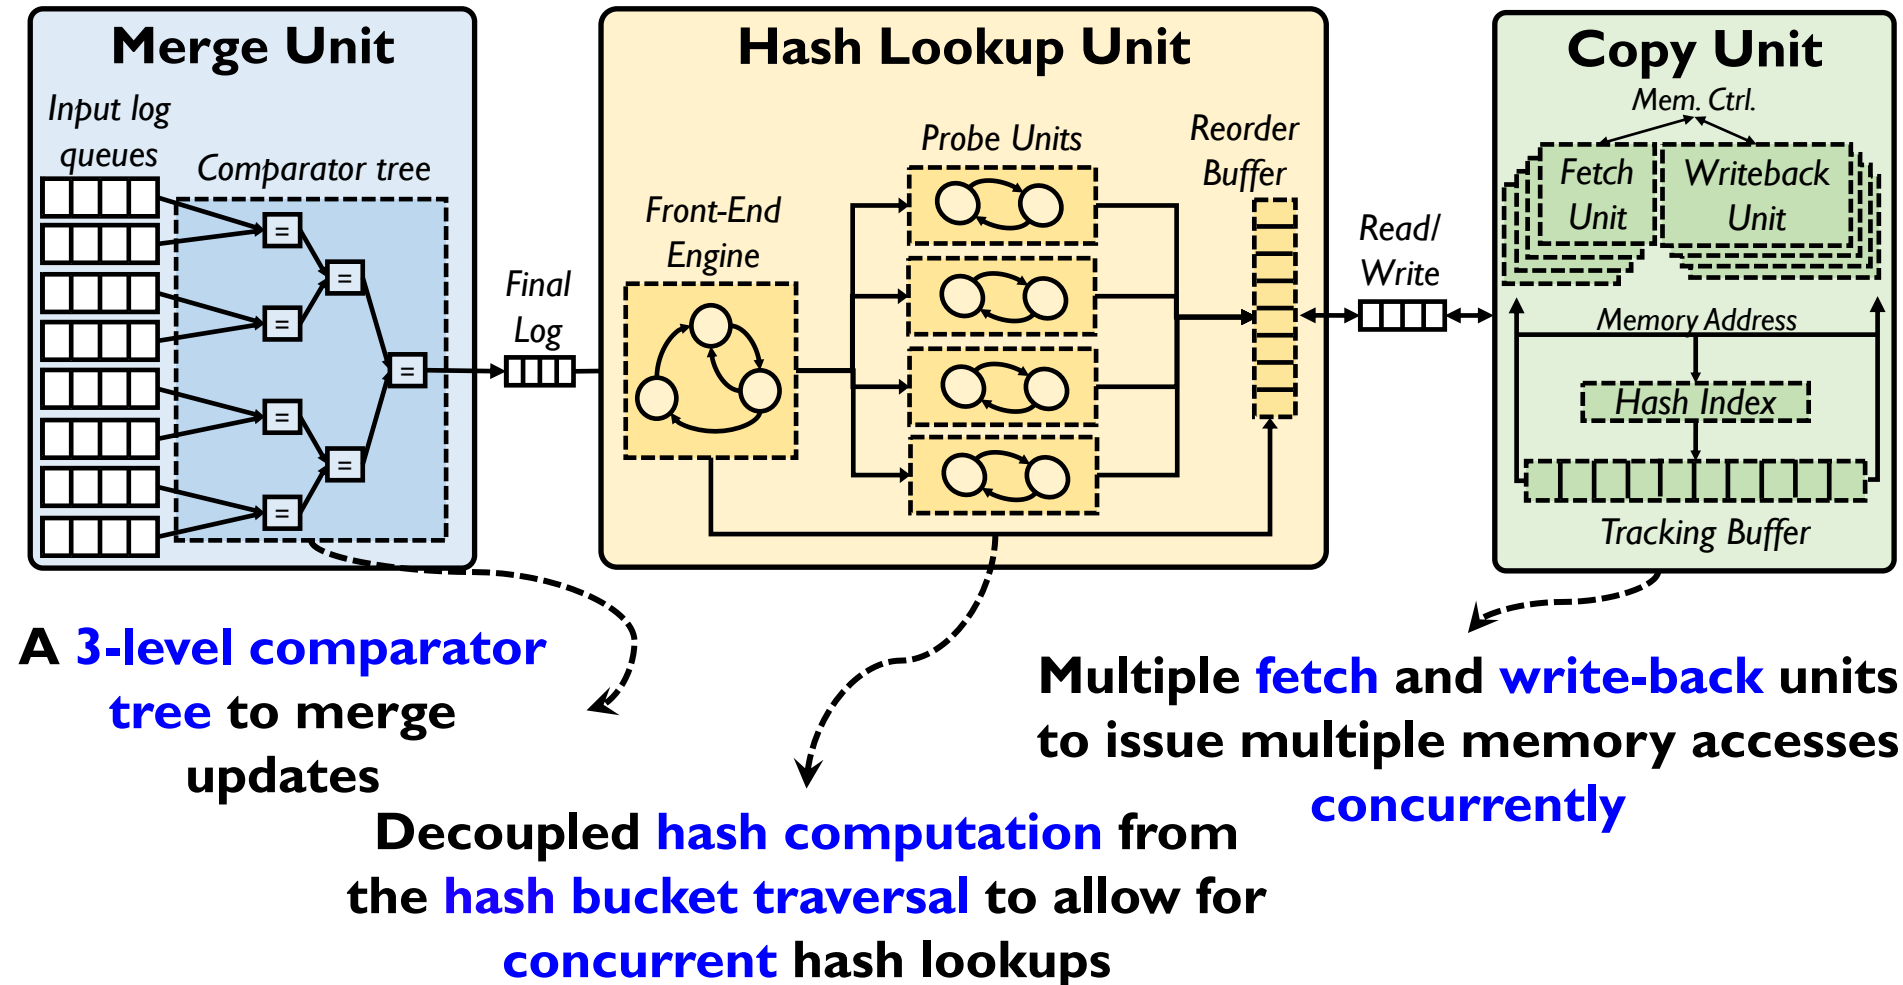 Merge Unit
Input log
queues
Comparator tree
=
=
=
=
=
=
=
Final
Log
Hash Lookup Unit
Front-End
Engine
Probe Units
Reorder
Buffer
Read/
Write
Copy Unit
Mem. Ctrl.
Fetch
Unit
Writeback
Unit
Memory Address
Hash Index
Tracking Buffer
A 3-level comparator
tree to merge
updates
Decoupled hash computation from
the hash bucket traversal to allow for
concurrent hash lookups
Multiple fetch and write-back units
to issue multiple memory accesses
concurrently